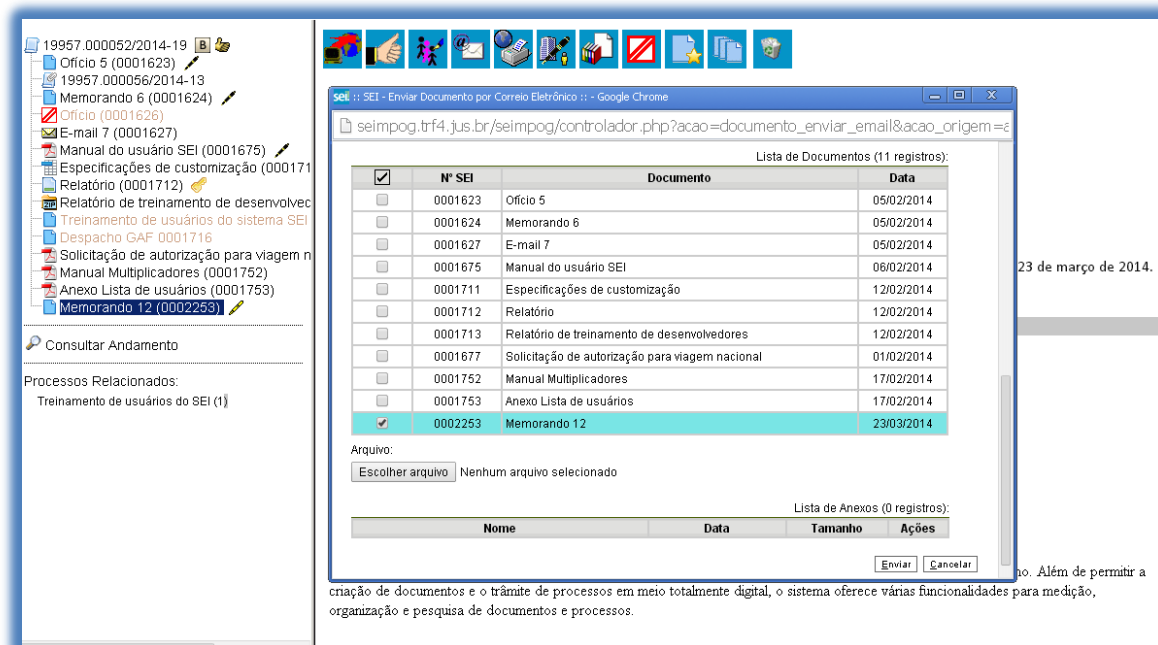 19957.000052/2014-19 B
Ofício 5 (0001623)
19957.000056/2014-13
Memorando 6 (0001624)
Ofício (0001626)
E-mail 7 (0001627)
Manual do usuário SEI (0001675)
Especificações de customização (000171
Relatório (0001712)
Relatório de treinamento de desenvolvec
Treinamento de usuários do sistema SEI
Despacho GAF 0001716
Solicitação de autorização para viagem n
Manual Multiplicadores (0001752)
Anexo Lista de usuários (0001753)
Memorando 12 (0002253)
Consultar Andamento
Processos Relacionados:
Treinamento de usuários do SEI (1)
sei :: SEI - Enviar Documento por Correio Eletrônico :: - Google Chrome
seimpog.trf4.jus.br/seimpog/controlador.php?acao=documento_enviar_email&acao_origem=a
Lista de Documentos (11 registros):
N° SEI Documento Data
0001623 Ofício 5 05/02/2014
0001624 Memorando 6 05/02/2014
0001627 E-mail 7 05/02/2014
0001675 Manual do usuário SEI 06/02/2014
0001711 Especificações de customização 12/02/2014
0001712 Relatório 12/02/2014
0001713 Relatório de treinamento de desenvolvedores 12/02/2014
0001677 Solicitação de autorização para viagem nacional 01/02/2014
0001752 Manual Multiplicadores 17/02/2014
0001753 Anexo Lista de usuários 17/02/2014
0002253 Memorando 12 23/03/2014
Arquivo:
Escolher arquivo Nenhum arquivo selecionado
Lista de Anexos (0 registros):
Nome Data Tamanho Ações
Enviar Cancelar
23 de março de 2014.
no. Além de permitir a
criação de documentos e o trâmite de processos em meio totalmente digital, o sistema oferece várias funcionalidades para medição,
organização e pesquisa de documentos e processos.